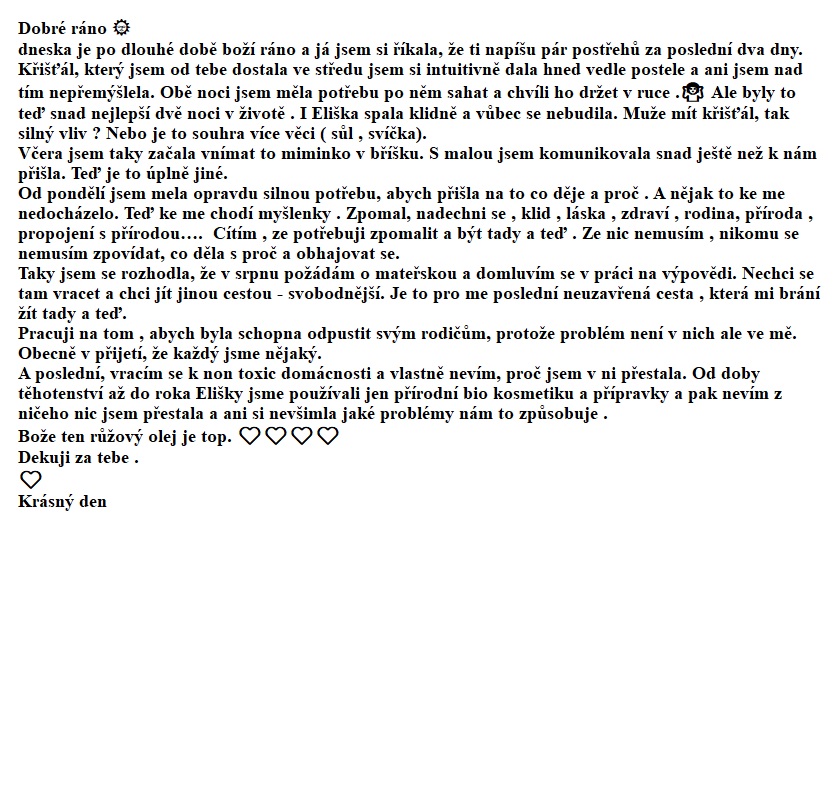 Dobré ráno 🌞
dneska je po dlouhé době boží ráno a já jsem si říkala, že ti napíšu pár postřehů za poslední dva dny.
Křišťál, který jsem od tebe dostala ve středu jsem si intuitivně dala hned vedle postele a ani jsem nad
tím nepřemýšlela. Obě noci jsem měla potřebu po něm sahat a chvíli ho držet v ruce .🙈 Ale byly to
teď snad nejlepší dvě noci v životě . I Eliška spala klidně a vůbec se nebudila. Muže mít křišťál, tak
silný vliv ? Nebo je to souhra více věci ( sůl , svíčka).
Včera jsem taky začala vnímat to miminko v bříšku. S malou jsem komunikovala snad ještě než k nám
přišla. Teď je to úplně jiné.
Od pondělí jsem mela opravdu silnou potřebu, abych přišla na to co děje a proč . A nějak to ke me
nedocházelo. Teď ke me chodí myšlenky . Zpomal, nadechni se , klid , láska , zdraví , rodina, příroda ,
propojení s přírodou…. Cítím , ze potřebuji zpomalit a být tady a teď . Ze nic nemusím , nikomu se
nemusím zpovídat, co děla s proč a obhajovat se.
Taky jsem se rozhodla, že v srpnu požádám o mateřskou a domluvím se v práci na výpovědi. Nechci se
tam vracet a chci jít jinou cestou - svobodnější. Je to pro me poslední neuzavřená cesta , která mi brání
žít tady a teď.
Pracuji na tom , abych byla schopna odpustit svým rodičům, protože problém není v nich ale ve mě.
Obecně v přijetí, že každý jsme nějaký.
A poslední, vracím se k non toxic domácnosti a vlastně nevím, proč jsem v ni přestala. Od doby
těhotenství až do roka Elišky jsme používali jen přírodní bio kosmetiku a přípravky a pak nevím z
ničeho nic jsem přestala a ani si nevšimla jaké problémy nám to způsobuje .
Bože ten růžový olej je top. ♡♡♡♡
Dekuji za tebe .
♡
Krásný den